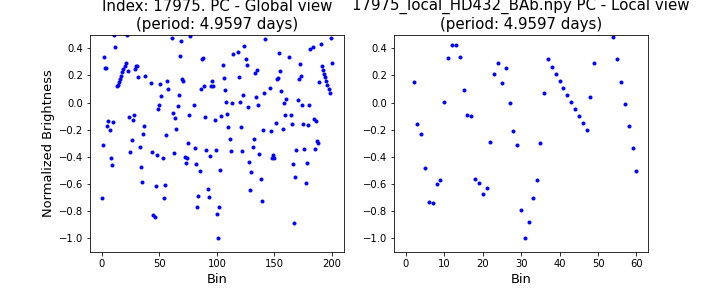 Index: 17975. PC - Global view
(period: 4.9597 days)
17975_local_HD432_BAb.npy PC - Local view
(period: 4.9597 days)
Normalized Brightness
0.4
0.2
0.0
−0.2
−0.4
−0.6
−0.8
−1.0
0 50 100 150 200
Bin
0.4
0.2
0.0
−0.2
−0.4
−0.6
−0.8
−1.0
0 10 20 30 40 50 60
Bin